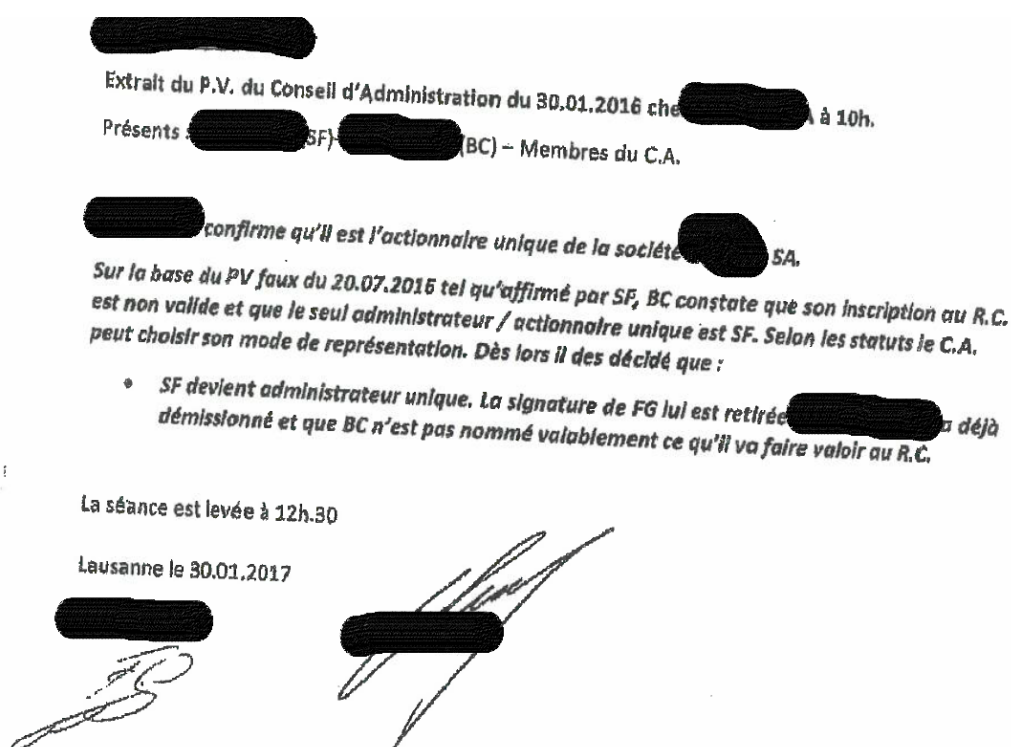 Extrait du P.V. du Conseil d'Administration du 30.01.2016 che à 10h.
Présents : SF)- (BC) – Membres du C.A.
confirme qu'il est l'actionnaire unique de la société SA.
Sur la base du PV faux du 20.07.2016 tel qu'affirmé par SF, BC constate que son inscription au R.C.
est non valide et que le seul administrateur / actionnaire unique est SF. Selon les statuts le C.A.
peut choisir son mode de représentation. Dès lors il des décidé que :
• SF devient administrateur unique. La signature de FG lui est retirée a déjà
démissionné et que BC n'est pas nommé valablement ce qu'il va faire valoir au R.C.
La séance est levée à 12h.30
Lausanne le 30.01.2017